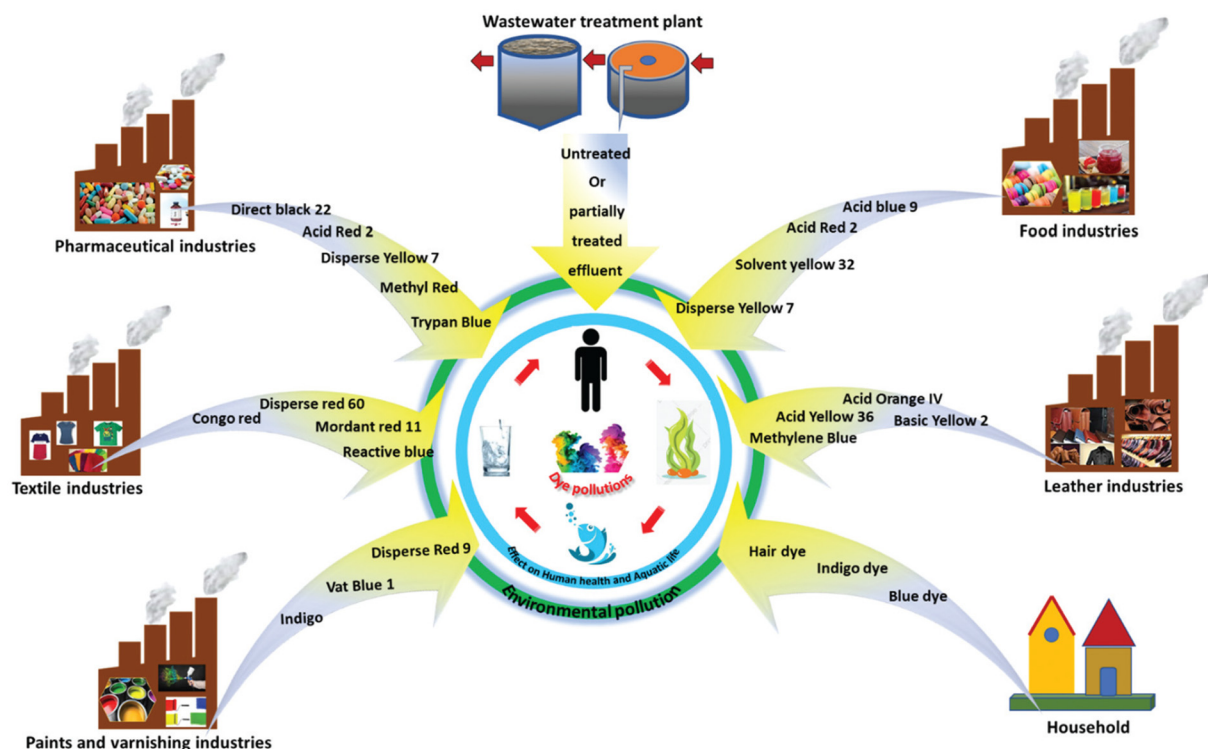 Wastewater treatment plant
Untreated
Or
partially
treated
effluent
Pharmaceutical industries
Direct black 22
Acid Red 2
Disperse Yellow 7
Methyl Red
Trypan Blue
Food industries
Acid blue 9
Acid Red 2
Solvent yellow 32
Disperse Yellow 7
Textile industries
Congo red
Disperse red 60
Mordant red 11
Reactive blue
Leather industries
Acid Orange IV
Acid Yellow 36
Basic Yellow 2
Methylene Blue
Paints and varnishing industries
Disperse Red 9
Vat Blue 1
Indigo
Household
Hair dye
Indigo dye
Blue dye
Dye pollutions
Effect on Human health and Aquatic life
Environmental pollution